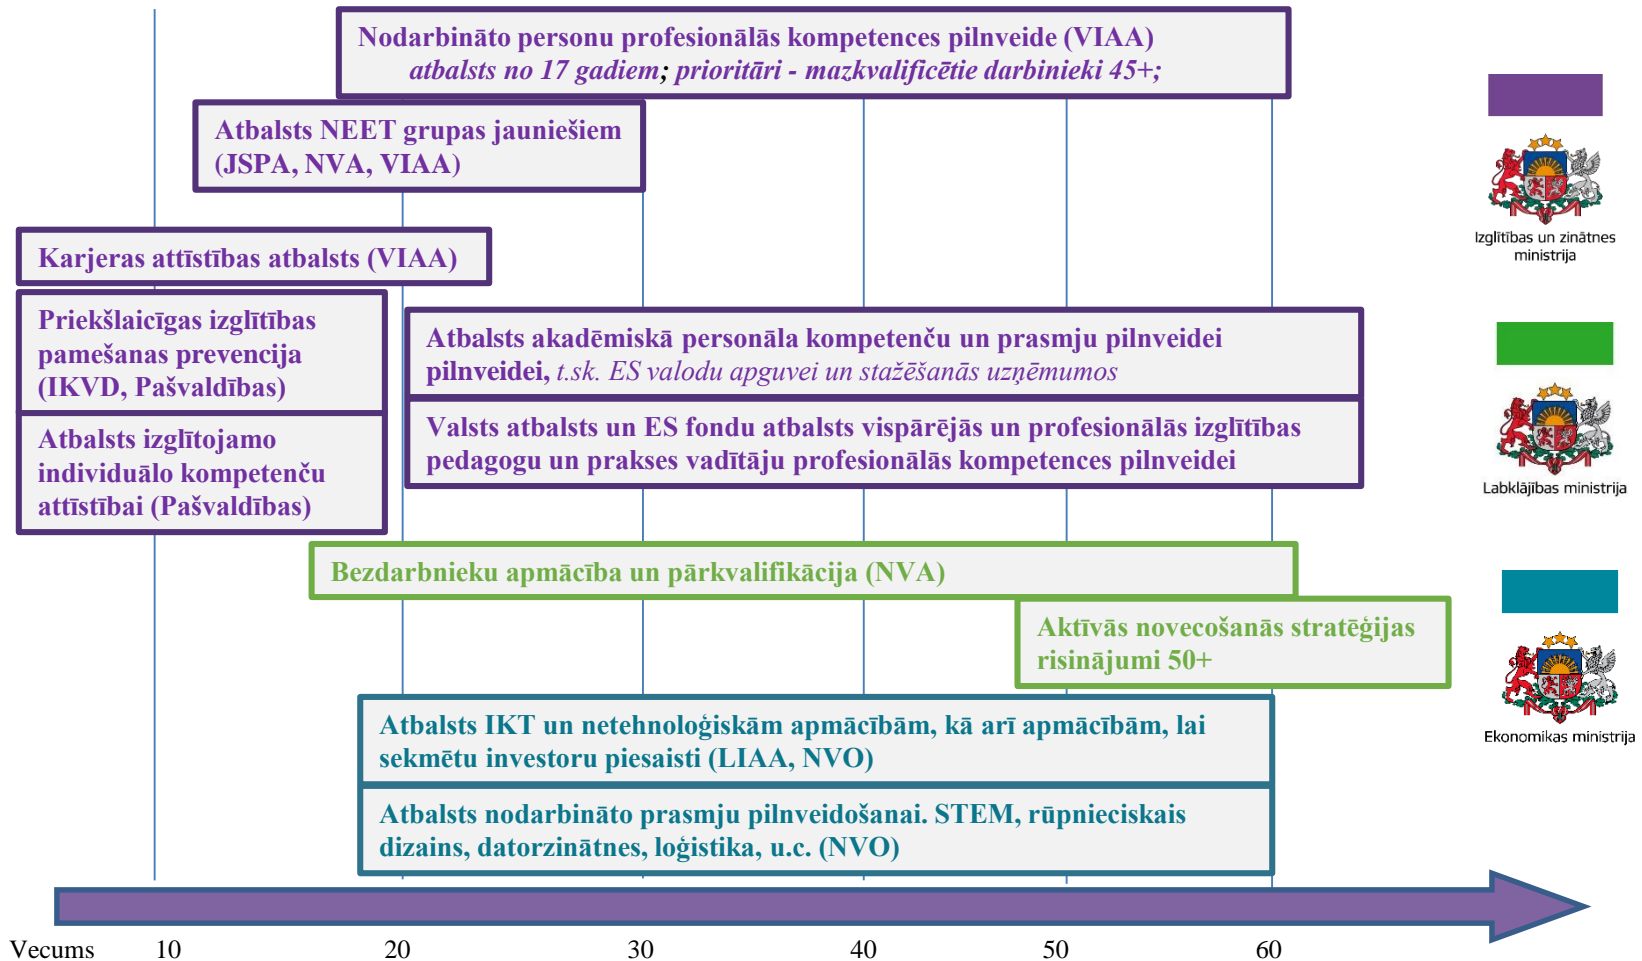 Nodarbināto personu profesionālās kompetences pilnveide (VIAA)
atbalsts no 17 gadiem; prioritāri - mazkvalificētie darbinieki 45+;
Atbalsts NEET grupas jauniešiem
(JSPA, NVA, VIAA)
Karjeras attīstības atbalsts (VIAA)
Priekšlaicīgas izglītības
pamešanas prevencija
(IKVD, Pašvaldības)
Atbalsts izglītojamo
individuālo kompetenču
attīstībai (Pašvaldības)
Atbalsts akadēmiskā personāla kompetenču un prasmju pilnveidei
pilnveidei, t.sk. ES valodu apguvei un stažēšanās uzņēmumos
Valsts atbalsts un ES fondu atbalsts vispārējās un profesionālās izglītības
pedagogu un prakses vadītāju profesionālās kompetences pilnveidei
Bezdarbnieku apmācība un pārkvalifikācija (NVA)
Aktīvās novecošanās stratēģijas
risinājumi 50+
Atbalsts IKT un netehnoloģiskām apmācībām, kā arī apmācībām, lai
sekmētu investoru piesaisti (LIAA, NVO)
Atbalsts nodarbināto prasmju pilnveidošanai. STEM, rūpnieciskais
dizains, datorzinātnes, loģistika, u.c. (NVO)
Izglītības un zinātnes
ministrija
Labklājības ministrija
Ekonomikas ministrija
Vecums 10 20 30 40 50 60